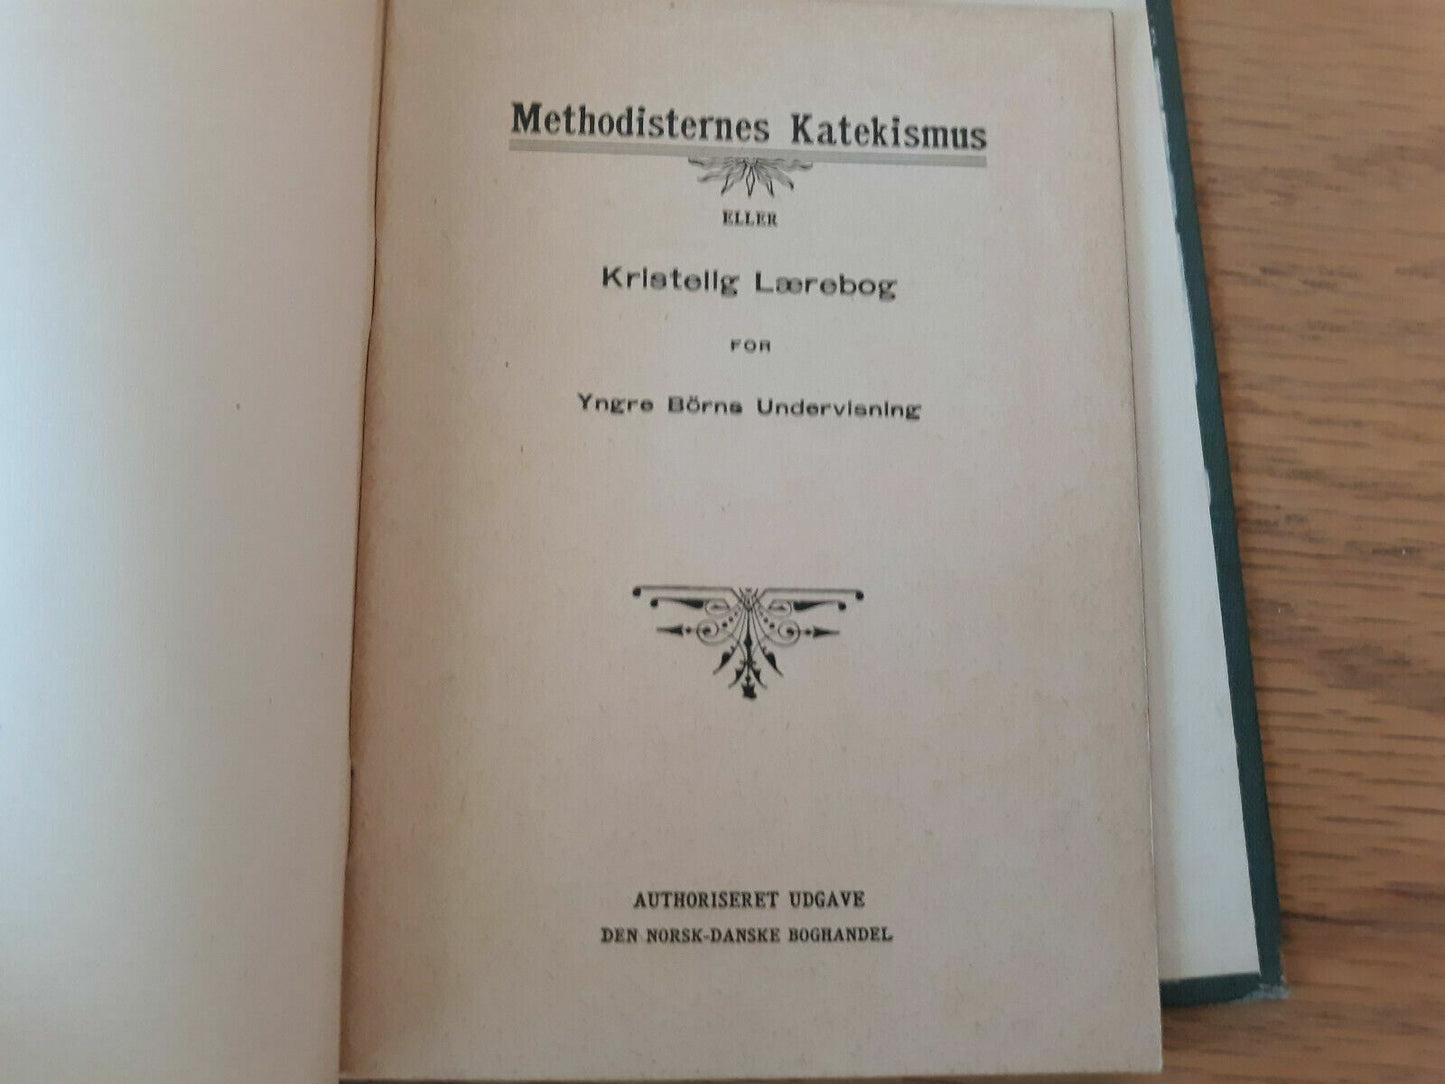 Methodisternes Katekismus
ELLER
Kristelig Lærebog
FOR
Yngre Börns Undervisning
AUTHORISERET UDGAVE
DEN NORSK-DANSKE BOGHANDEL